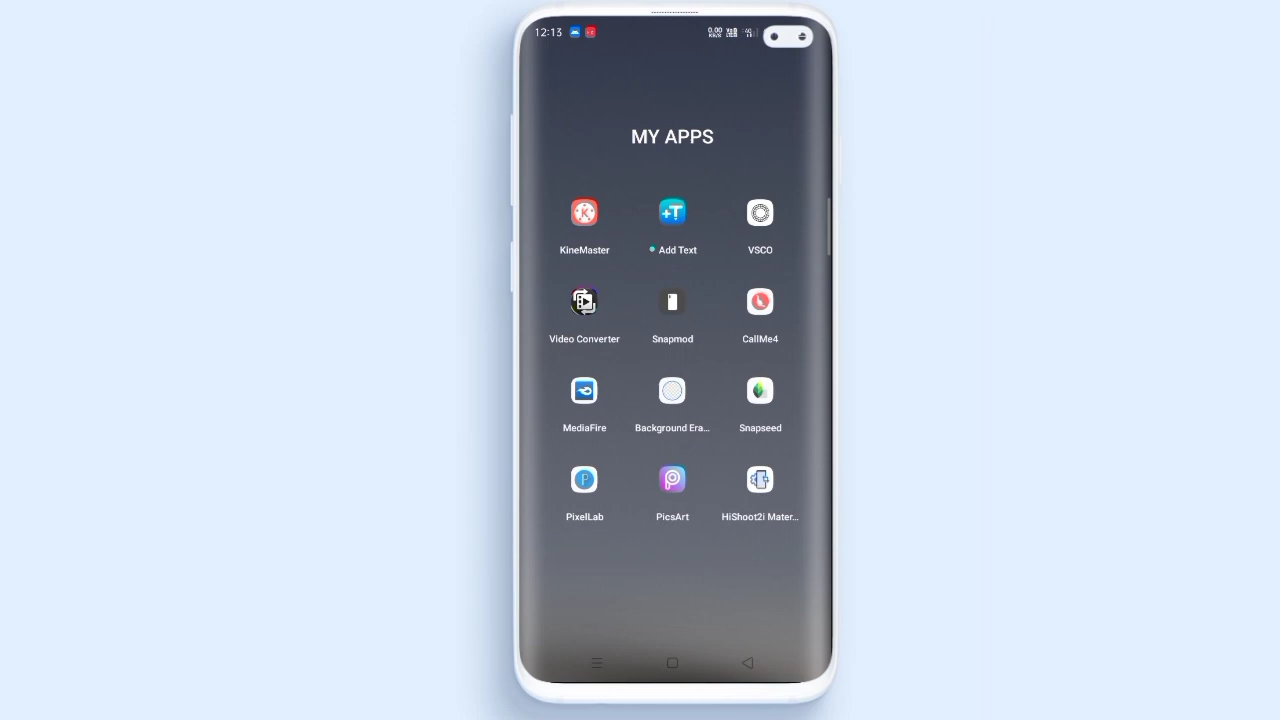 12:13
MY APPS
KineMaster
+T
Add Text
VSCO
Video Converter
Snapmod
CallMe4
MediaFire
Background Era...
Snapseed
P
PixelLab
PicsArt
HiShoot2i Mater...